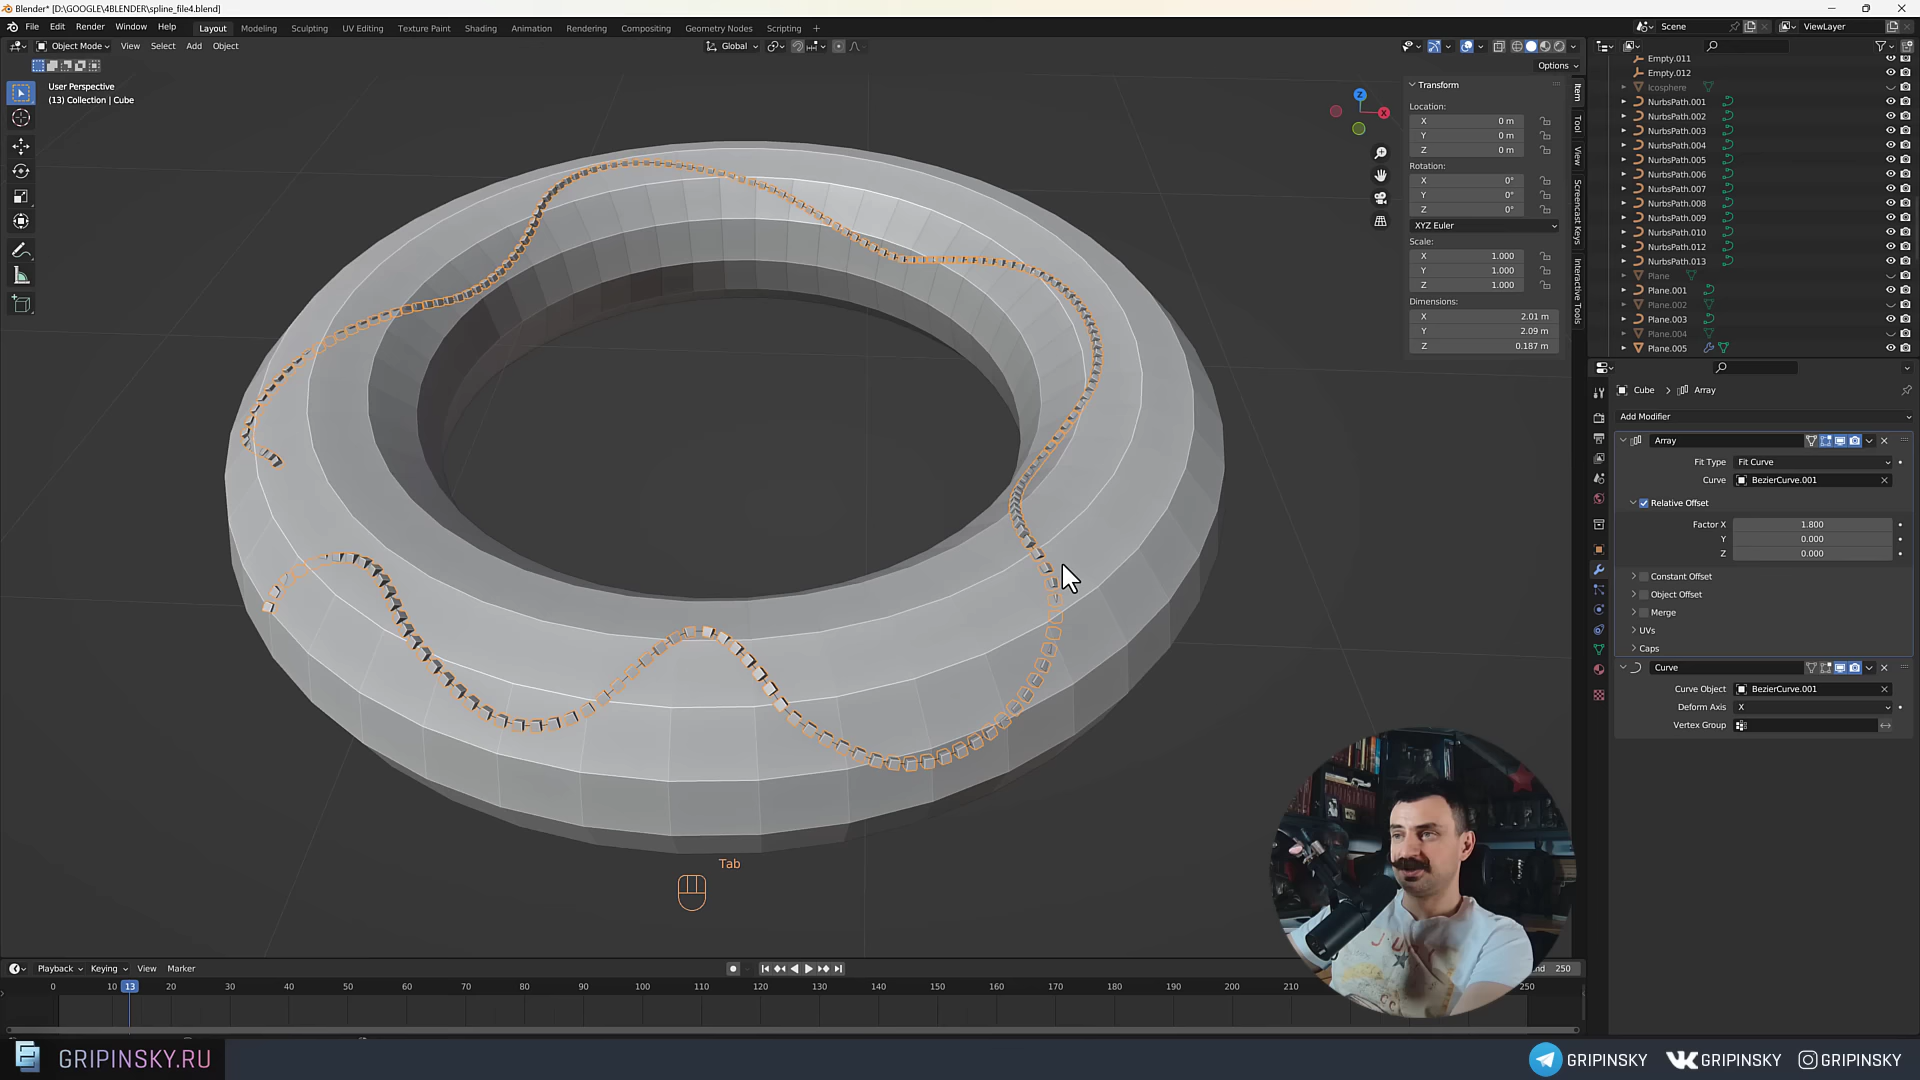 Blender* [D:\GOOGLE\4BLENDER\spline_file4.blend]
File Edit Render Window Help Layout Modeling Sculpting UV Editing Texture Paint Shading Animation Rendering Compositing Geometry Nodes Scripting + Scene ViewLayer
Object Mode View Select Add Object Global
Options
User Perspective
(13) Collection | Cube
Z
X
Transform
Location:
X 0 m
Y 0 m
Z 0 m
Rotation:
X 0°
Y 0°
Z 0°
XYZ Euler
Scale:
X 1.000
Y 1.000
Z 1.000
Dimensions:
X 2.01 m
Y 2.09 m
Z 0.187 m
Item
Tool
View
Screencast Keys
Interactive Tools
Empty.011
Empty.012
Icosphere
NurbsPath.001
NurbsPath.002
NurbsPath.003
NurbsPath.004
NurbsPath.005
NurbsPath.006
NurbsPath.007
NurbsPath.008
NurbsPath.009
NurbsPath.010
NurbsPath.012
NurbsPath.013
Plane
Plane.001
Plane.002
Plane.003
Plane.004
Plane.005
Cube > Array
Add Modifier
Array
Fit Type Fit Curve
Curve BezierCurve.001
Relative Offset
Factor X 1.800
Y 0.000
Z 0.000
Constant Offset
Object Offset
Merge
UVs
Caps
Curve
Curve Object BezierCurve.001
Deform Axis X
Vertex Group
Tab
Playback Keying View Marker
250
0 10 13 20 30 40 50 60 70 80 90 100 110 120 130 140 150 160 170 180 190 200 210 250
GRIPINSKY.RU
GRIPINSKY GRIPINSKY GRIPINSKY